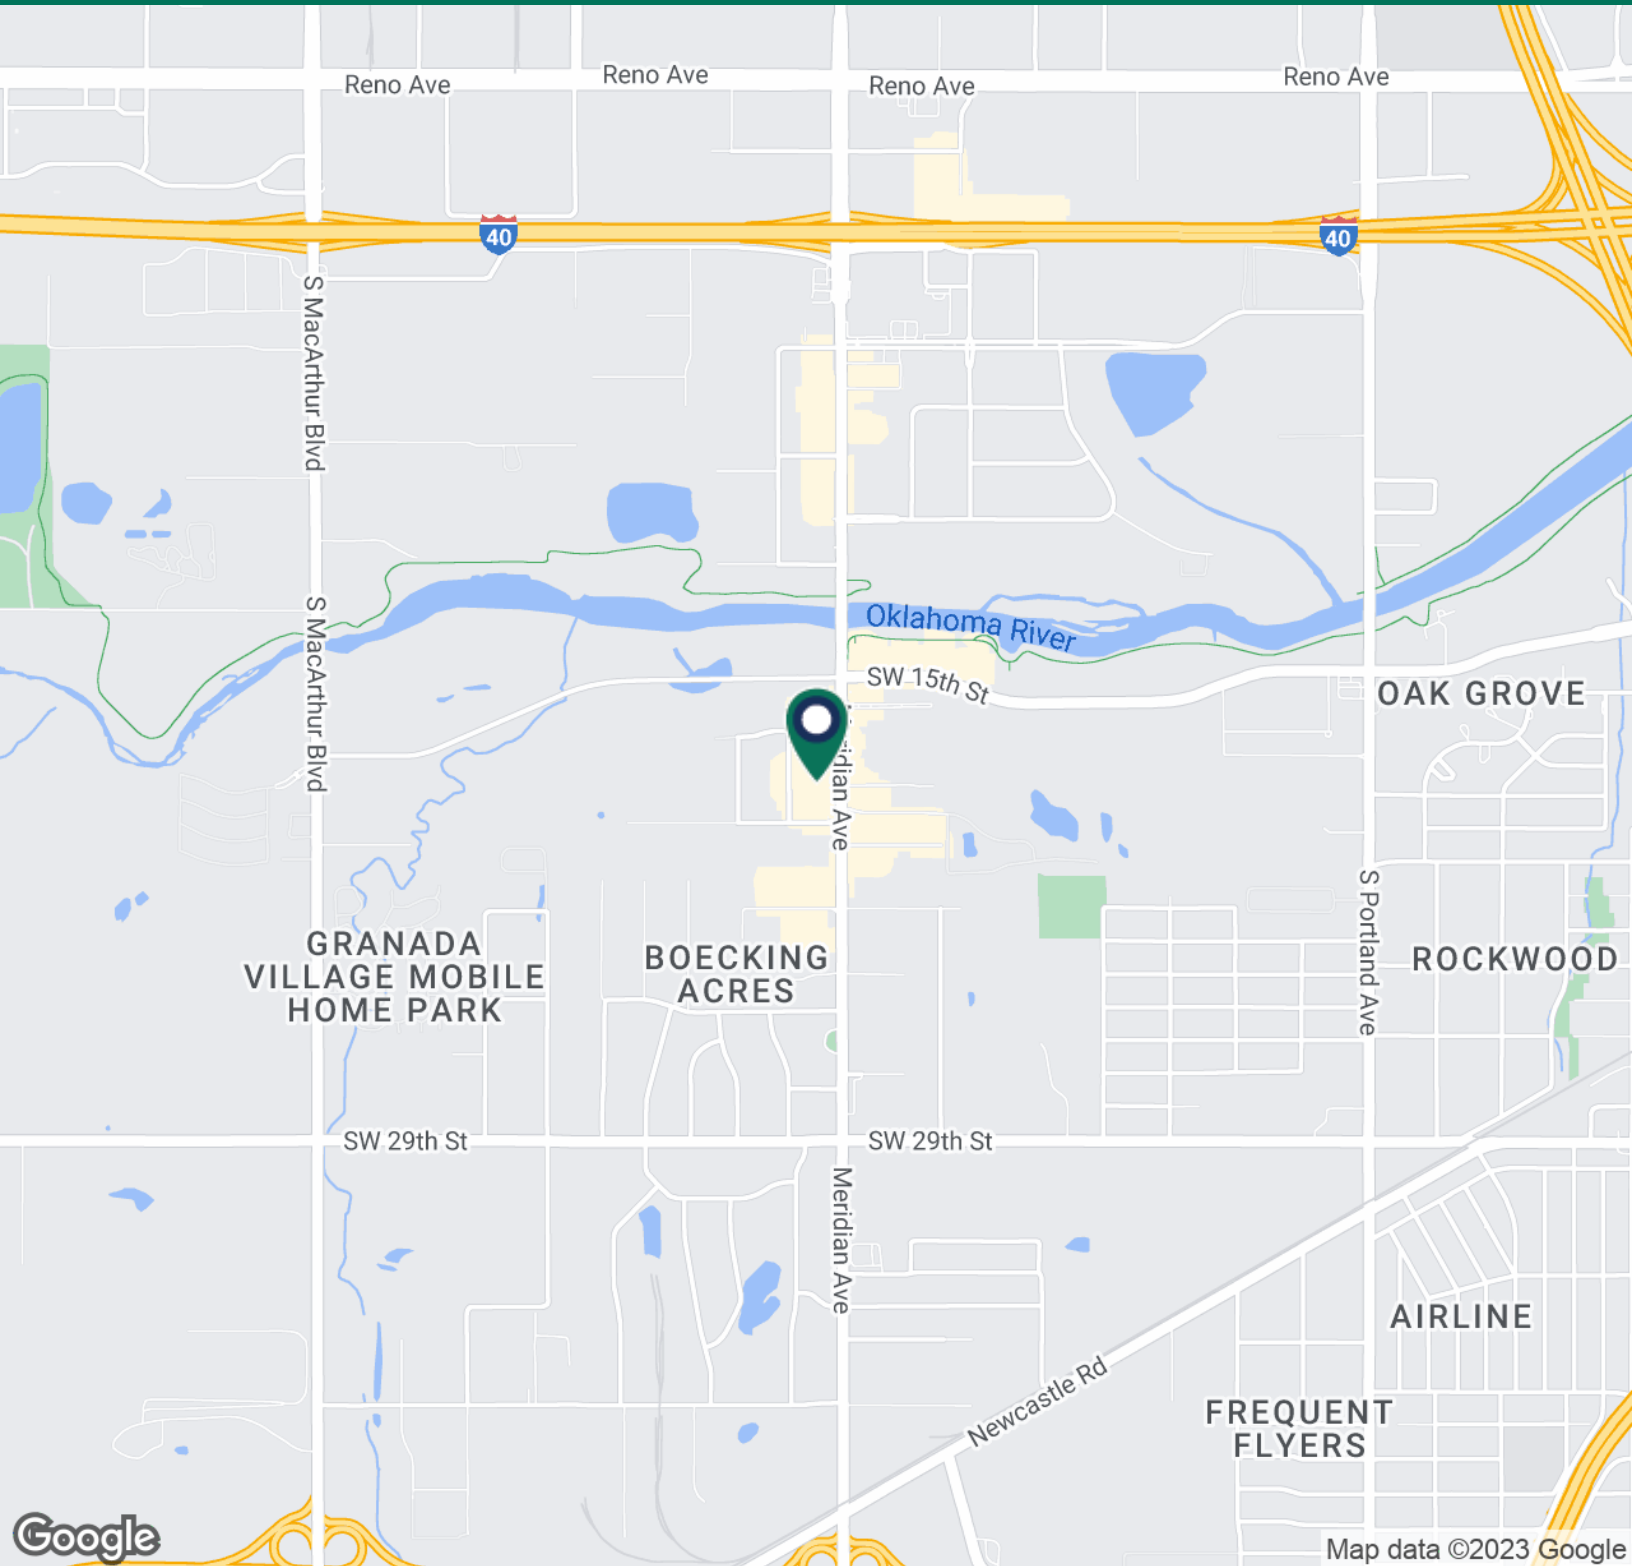 Reno Ave
Reno Ave
Reno Ave
Reno Ave
40
40
S MacArthur Blvd
Oklahoma River
S MacArthur Blvd
SW 15th St
OAK GROVE
Meridian Ave
S Portland Ave
GRANADA
VILLAGE MOBILE
HOME PARK
BOECKING
ACRES
ROCKWOOD
SW 29th St
SW 29th St
Meridian Ave
AIRLINE
Newcastle Rd
FREQUENT
FLYERS
Google
Map data ©2023 Google